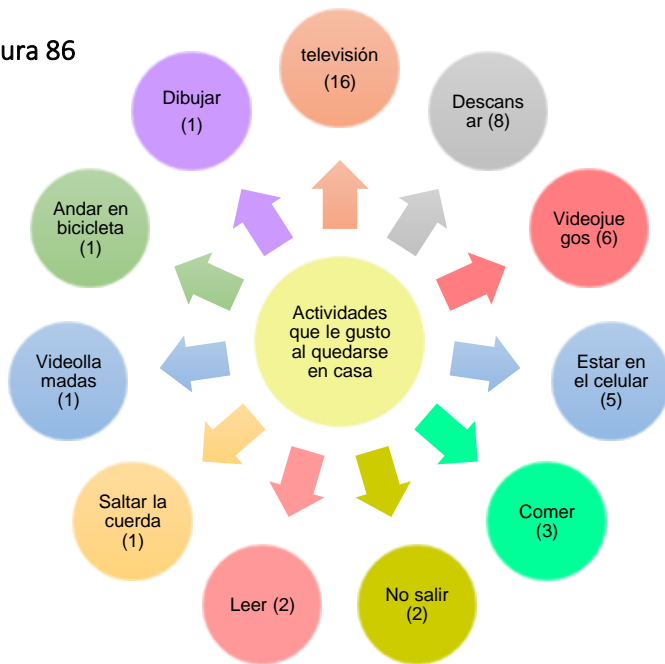 ura 86
televisión
(16)
Descans
ar (8)
Videojue
gos (6)
Estar en
el celular
(5)
Comer
(3)
No salir
(2)
Leer (2)
Saltar la
cuerda
(1)
Videolla
madas
(1)
Andar en
bicicleta
(1)
Dibujar
(1)
Actividades
que le gusto
al quedarse
en casa